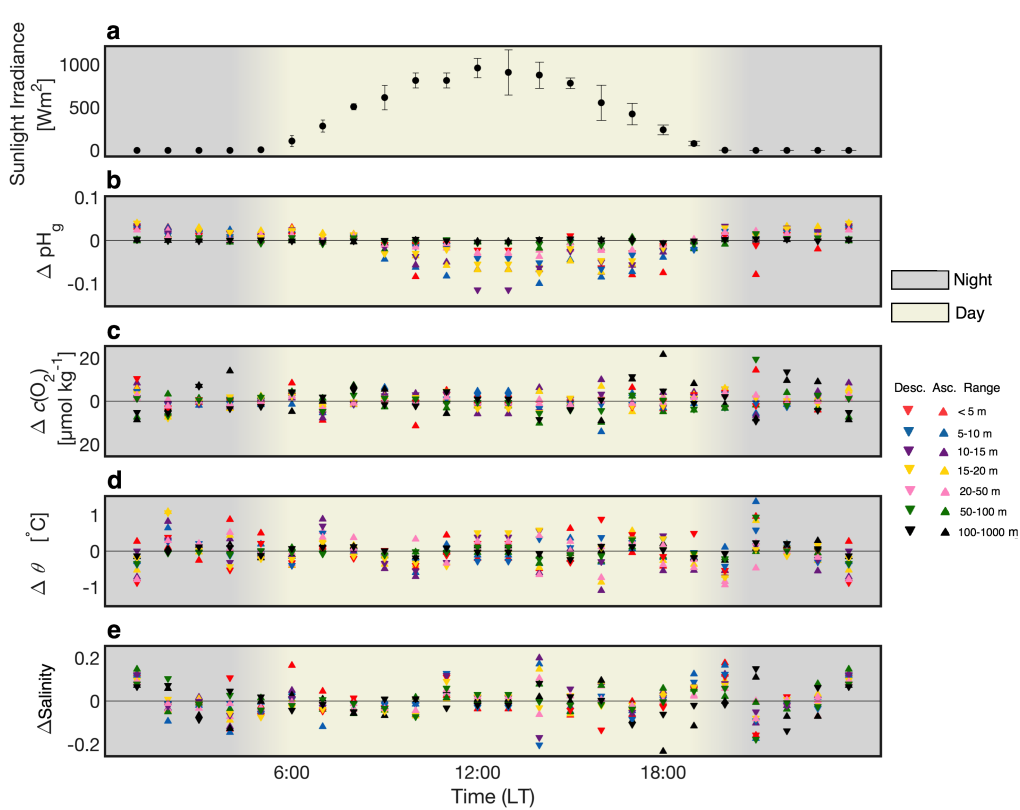 a
Sunlight Irradiance
[Wm²]
1000
500
0
b
Δ pH_g
0.1
0
-0.1
Night
Day
c
Δ c(O₂)
[µmol kg⁻¹]
20
0
20
d
Δ θ [°C]
1
0
-1
Desc. Asc. Range
< 5 m
5-10 m
10-15 m
15-20 m
20-50 m
50-100 m
100-1000 m
e
ΔSalinity
0.2
0
-0.2
6:00 12:00 18:00
Time (LT)